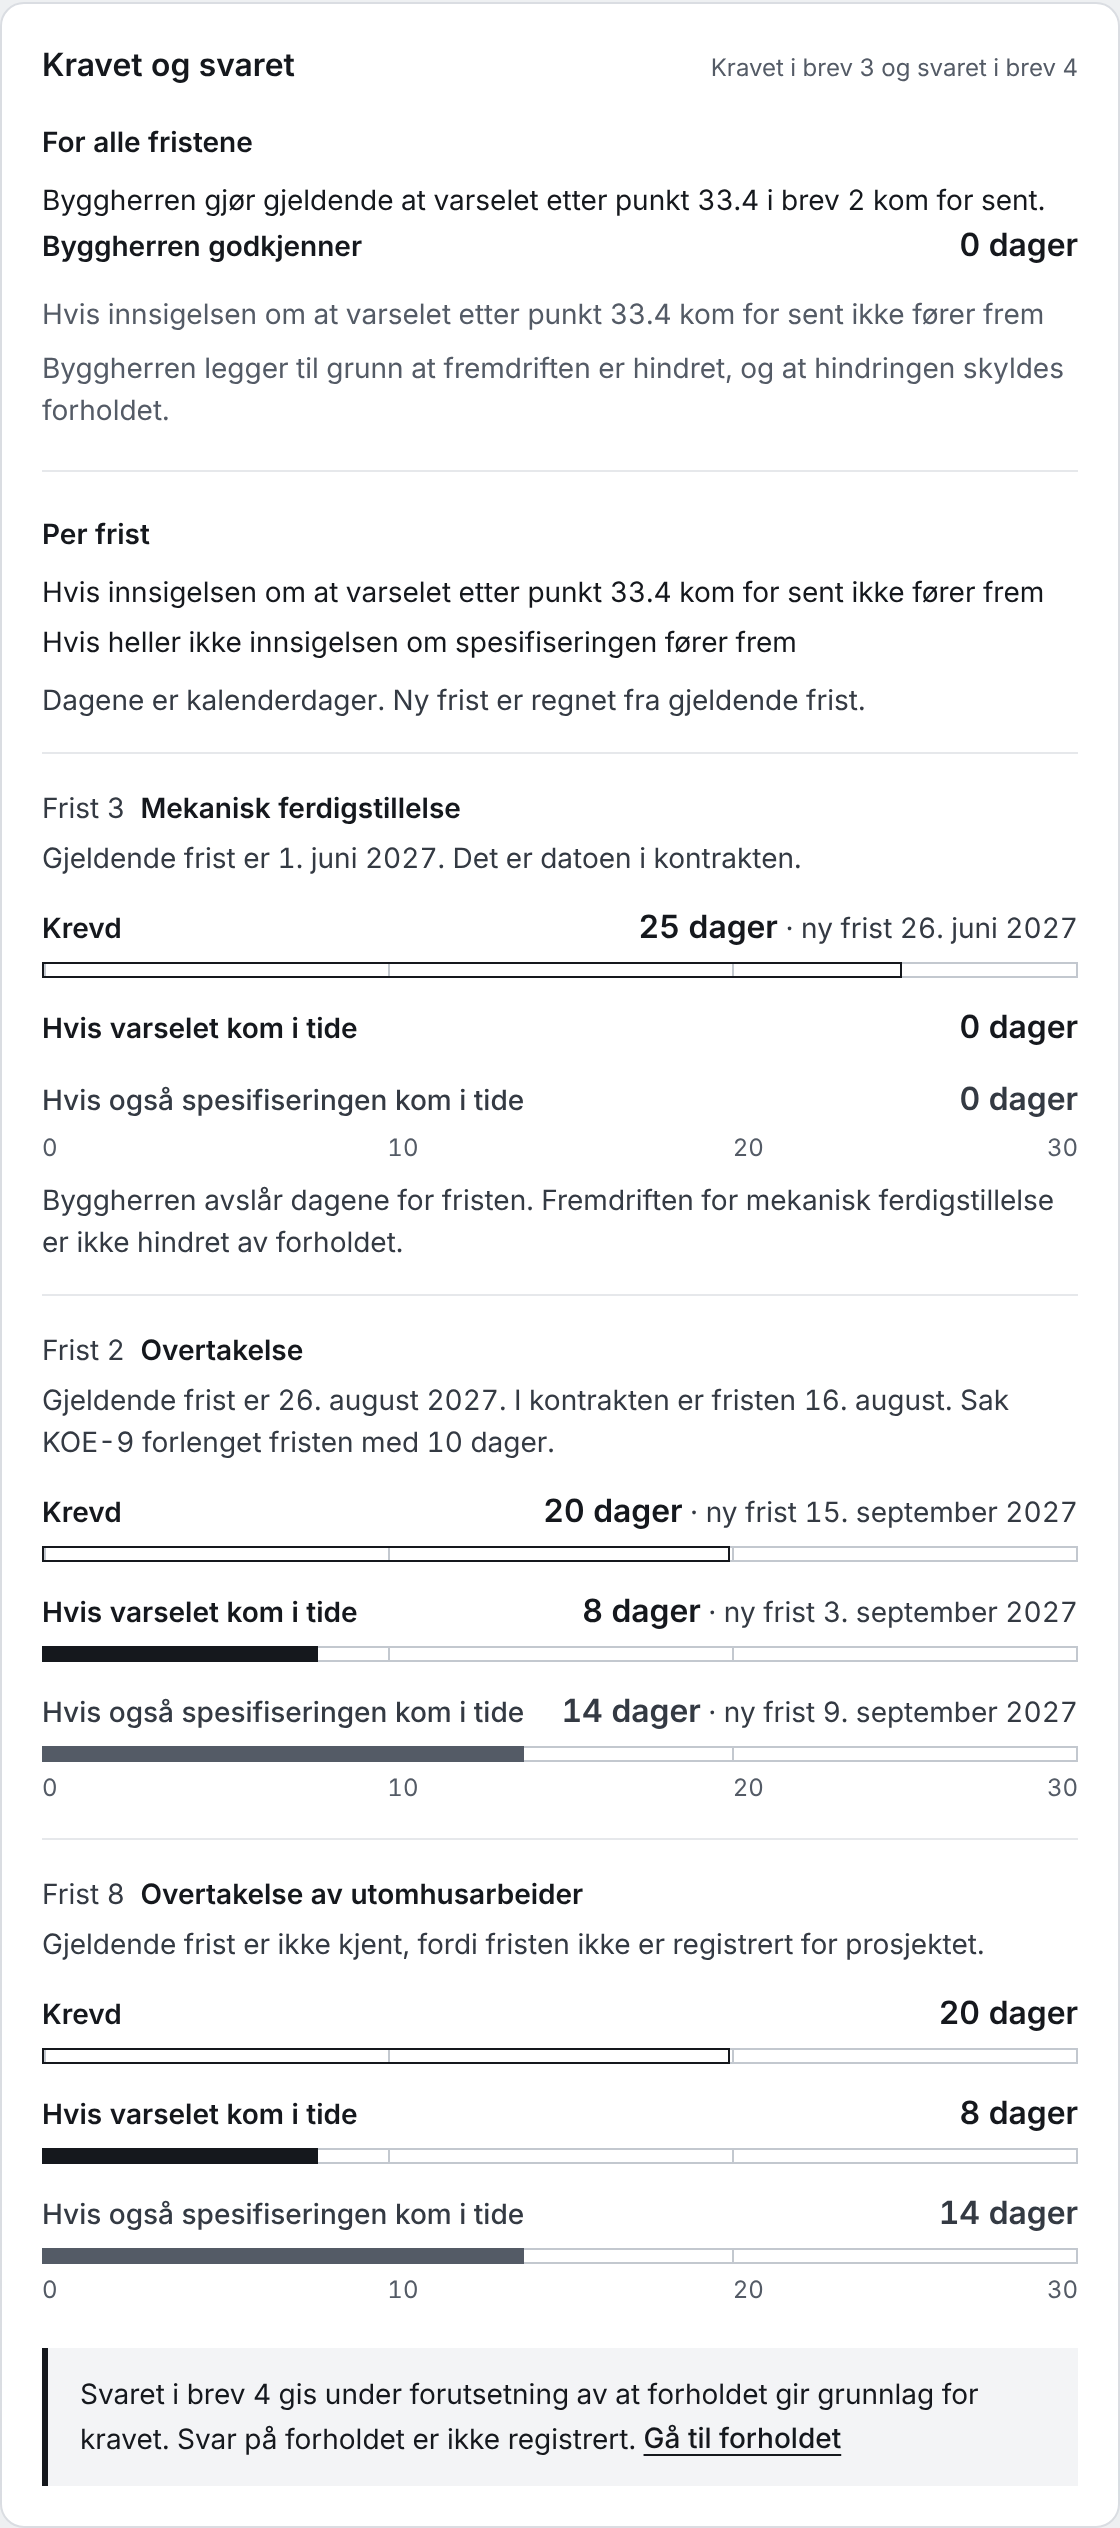 Kravet og svaret
Kravet i brev 3 og svaret i brev 4
For alle fristene
Byggherren gjør gjeldende at varselet etter punkt 33.4 i brev 2 kom for sent.
Byggherren godkjenner 0 dager
Hvis innsigelsen om at varselet etter punkt 33.4 kom for sent ikke fører frem
Byggherren legger til grunn at fremdriften er hindret, og at hindringen skyldes
forholdet.
Per frist
Hvis innsigelsen om at varselet etter punkt 33.4 kom for sent ikke fører frem
Hvis heller ikke innsigelsen om spesifiseringen fører frem
Dagene er kalenderdager. Ny frist er regnet fra gjeldende frist.
Frist 3 Mekanisk ferdigstillelse
Gjeldende frist er 1. juni 2027. Det er datoen i kontrakten.
Krevd 25 dager · ny frist 26. juni 2027
Hvis varselet kom i tide 0 dager
Hvis også spesifiseringen kom i tide 0 dager
0 10 20 30
Byggherren avslår dagene for fristen. Fremdriften for mekanisk ferdigstillelse
er ikke hindret av forholdet.
Frist 2 Overtakelse
Gjeldende frist er 26. august 2027. I kontrakten er fristen 16. august. Sak
KOE-9 forlenget fristen med 10 dager.
Krevd 20 dager · ny frist 15. september 2027
Hvis varselet kom i tide 8 dager · ny frist 3. september 2027
Hvis også spesifiseringen kom i tide 14 dager · ny frist 9. september 2027
0 10 20 30
Frist 8 Overtakelse av utomhusarbeider
Gjeldende frist er ikke kjent, fordi fristen ikke er registrert for prosjektet.
Krevd 20 dager
Hvis varselet kom i tide 8 dager
Hvis også spesifiseringen kom i tide 14 dager
0 10 20 30
Svaret i brev 4 gis under forutsetning av at forholdet gir grunnlag for
kravet. Svar på forholdet er ikke registrert. Gå til forholdet